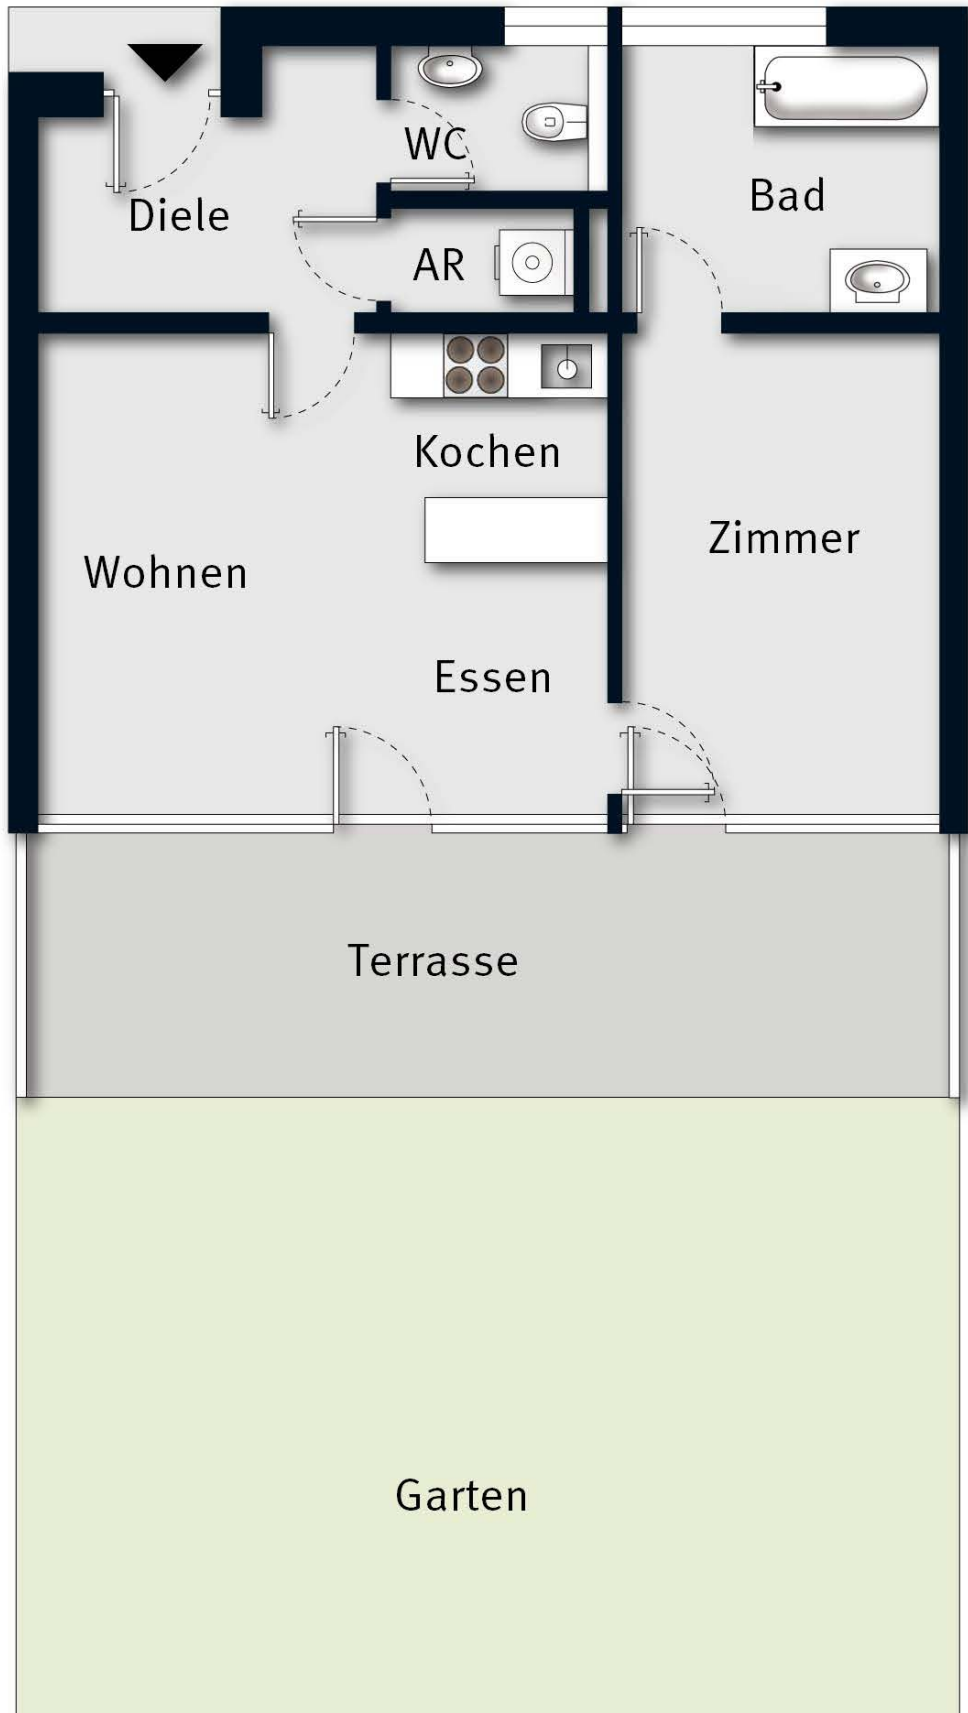 WC
Bad
Diele
AR
Kochen
Zimmer
Wohnen
Essen
Terrasse
Garten